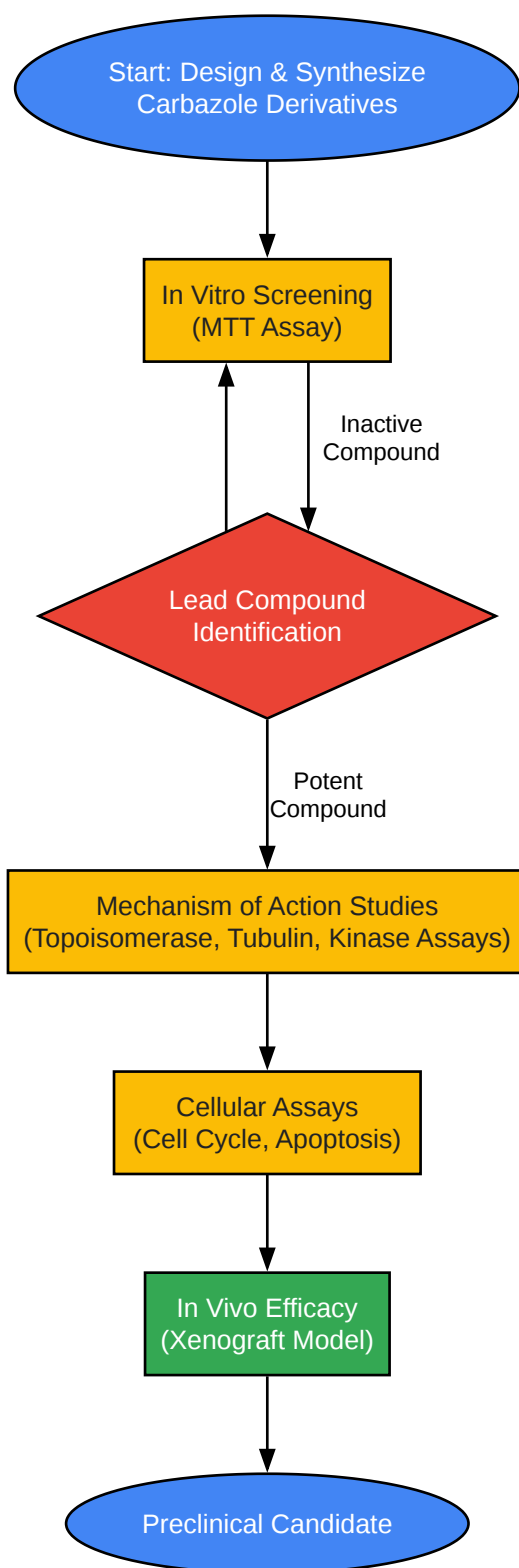 Start: Design & Synthesize
Carbazole Derivatives
In Vitro Screening
(MTT Assay)
Inactive
Compound
Lead Compound
Identification
Potent
Compound
Mechanism of Action Studies
(Topoisomerase, Tubulin, Kinase Assays)
Cellular Assays
(Cell Cycle, Apoptosis)
In Vivo Efficacy
(Xenograft Model)
Preclinical Candidate